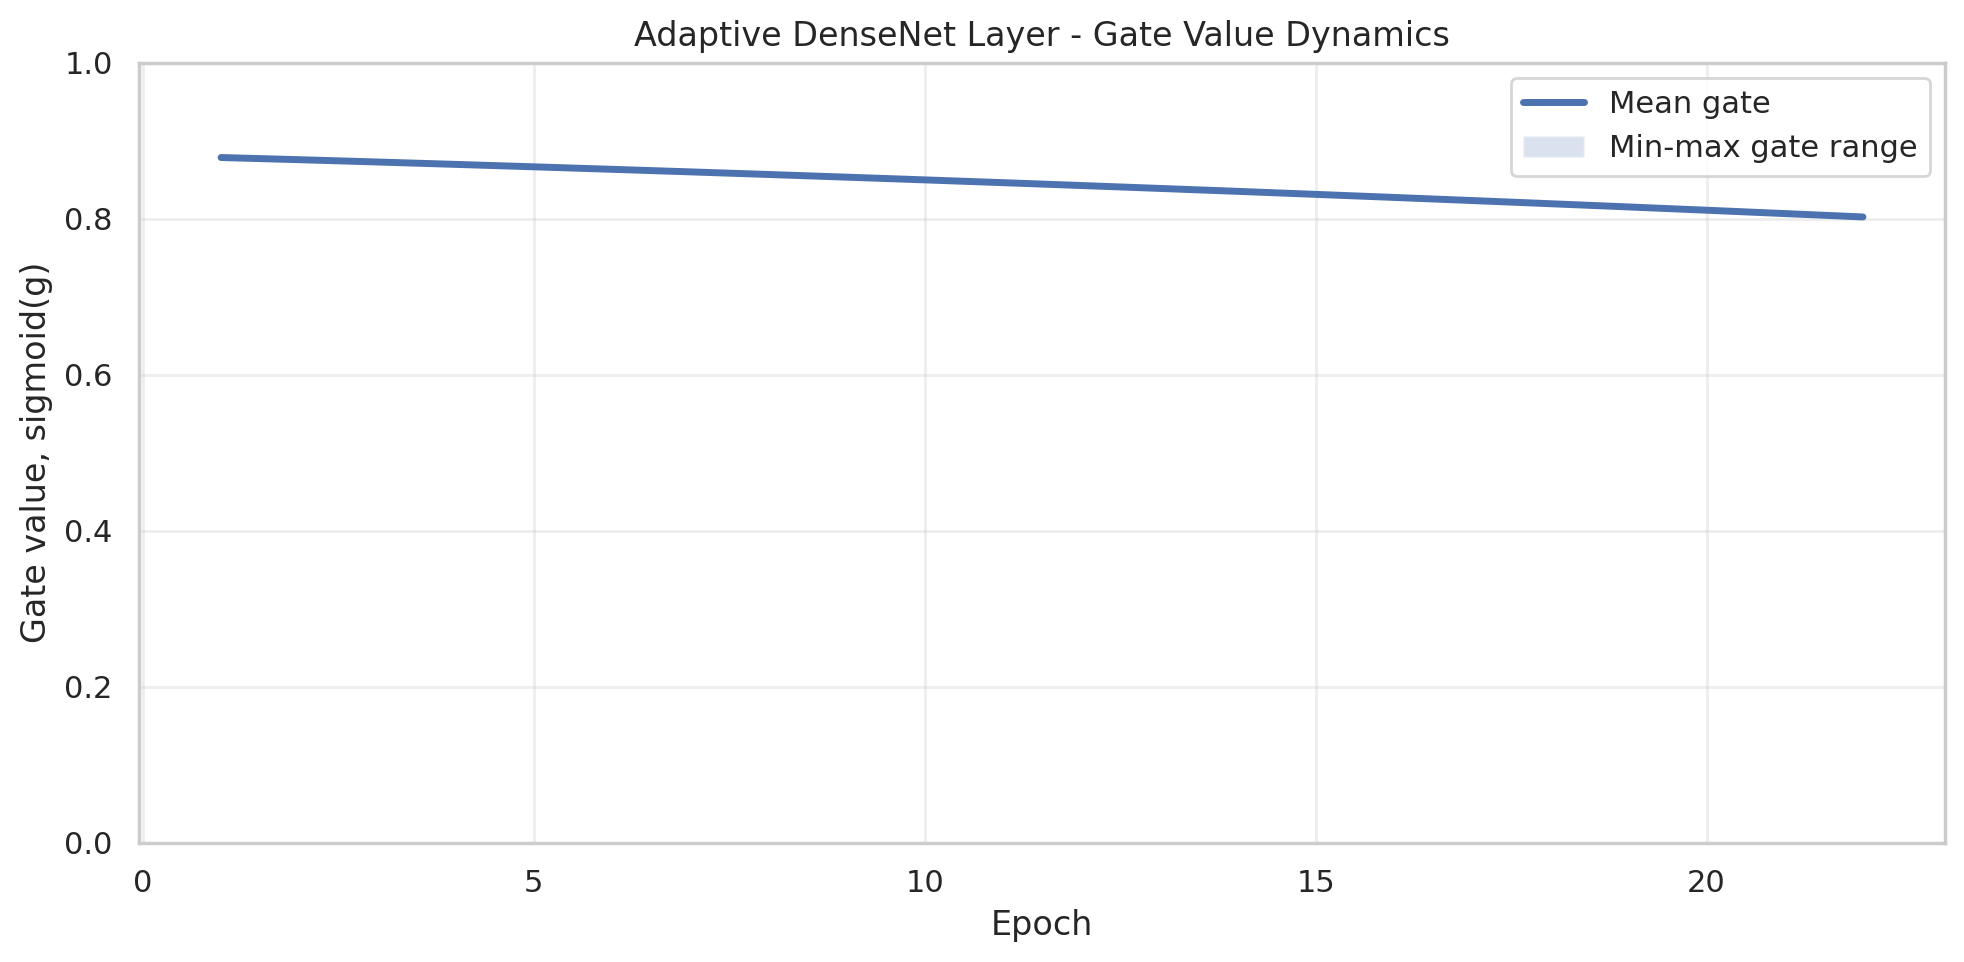 Adaptive DenseNet Layer - Gate Value Dynamics
Mean gate
Min-max gate range
Gate value, sigmoid(g)
1.0
0.8
0.6
0.4
0.2
0.0
0 5 10 15 20
Epoch